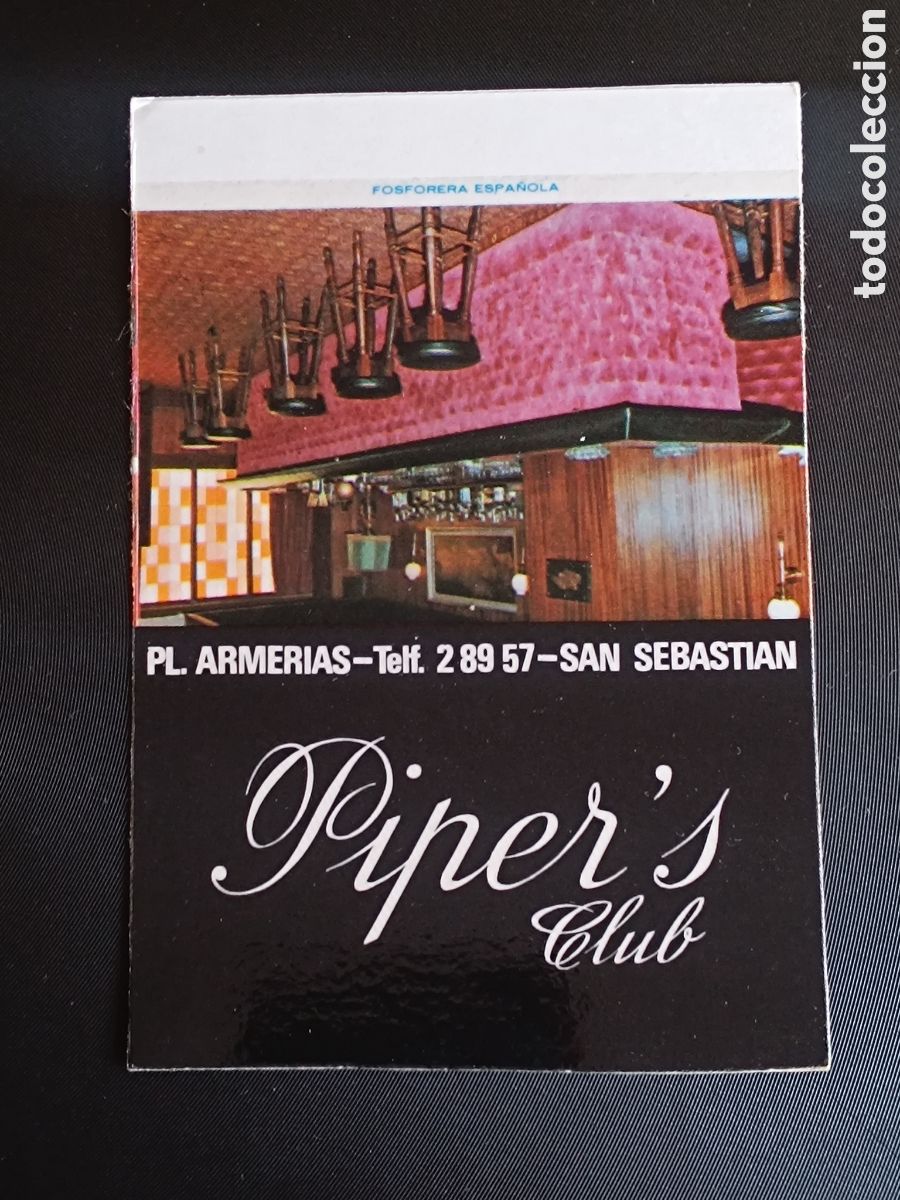 FOSFORERA ESPAÑOLA
PL. ARMERIAS-Telf. 2 89 57-SAN SEBASTIAN
Piper's
Club
todocoleccion